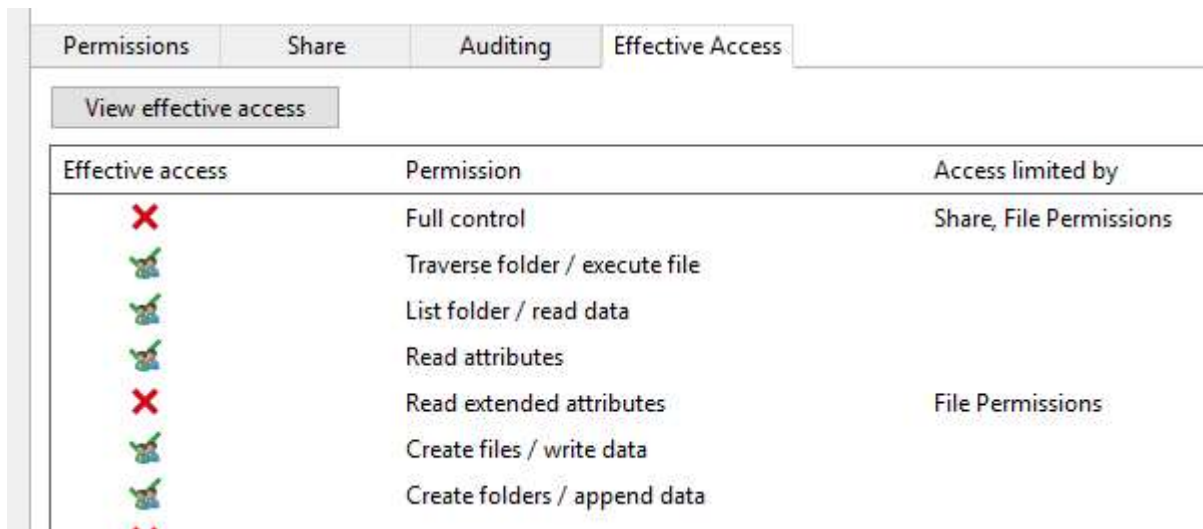 Permissions Share Auditing Effective Access
View effective access
Effective access Permission Access limited by
Full control Share, File Permissions
Traverse folder / execute file
List folder / read data
Read attributes
Read extended attributes File Permissions
Create files / write data
Create folders / append data